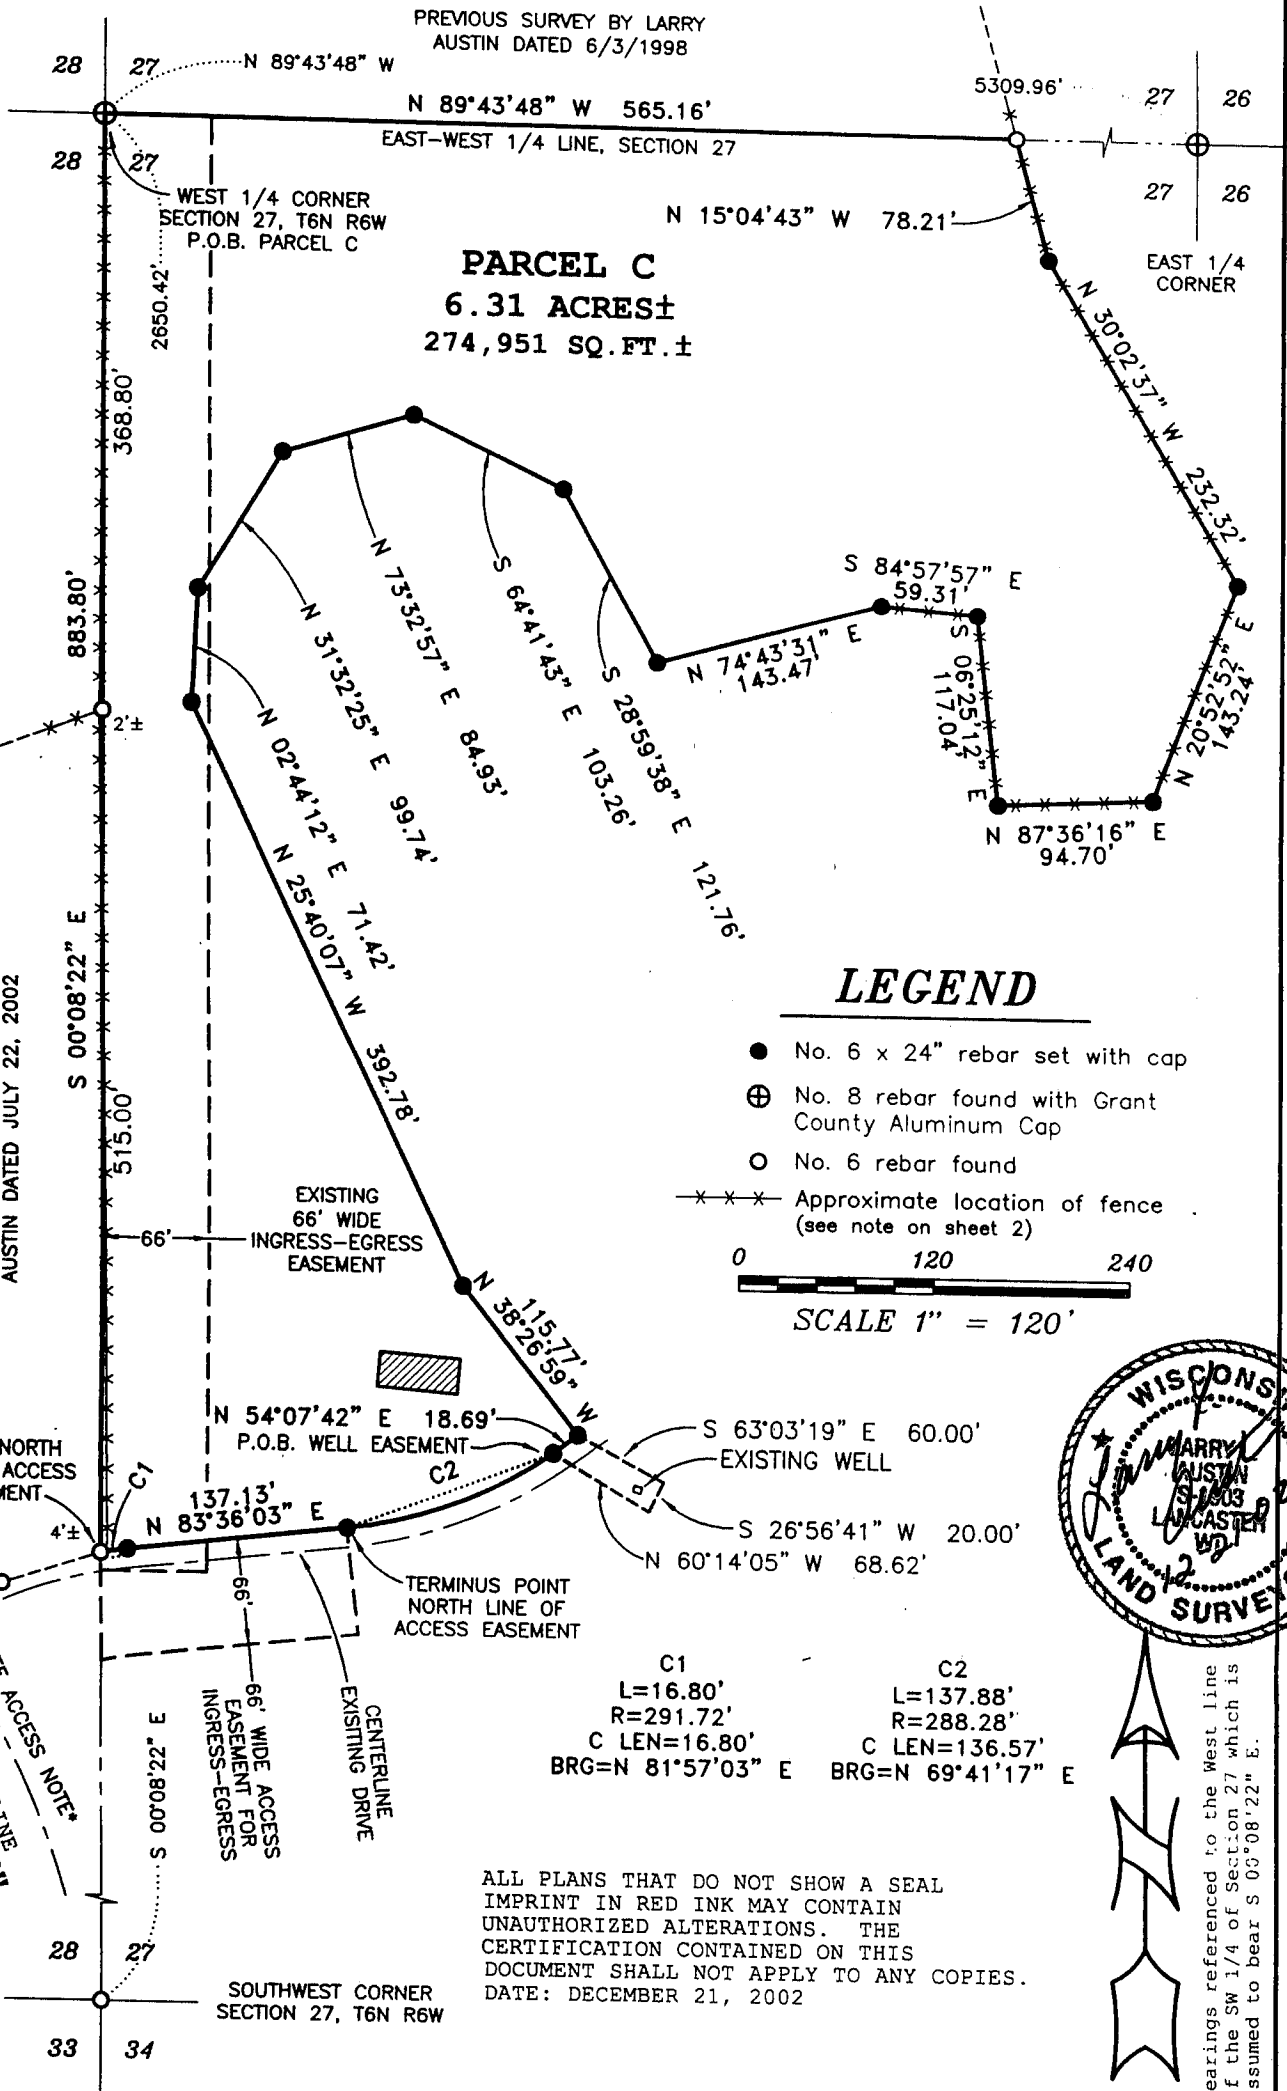 PREVIOUS SURVEY BY LARRY
AUSTIN DATED 6/3/1998
28 27
N 89°43'48" W
N 89°43'48" W 565.16'
EAST-WEST 1/4 LINE, SECTION 27
5309.96'
27 26
28 27
27 26
WEST 1/4 CORNER
SECTION 27, T6N R6W
P.O.B. PARCEL C
N 15°04'43" W 78.21'
EAST 1/4
CORNER
2650.42'
PARCEL C
6.31 ACRES±
274,951 SQ.FT.±
N 30°02'37" W 232.32'
368.80'
883.80'
S 84°57'57" E
59.31'
N 74°43'31" E
143.47'
S 06°25'12" E
117.04'
N 20°52'52" E
143.24'
N 87°36'16" E
94.70'
N 73°32'57" E 84.93'
S 64°41'43" E 103.26'
S 28°59'38" E 121.76'
N 31°32'25" E 99.74'
N 02°44'12" E 71.42'
2'±
N 25°40'07" W 392.78'
S 00°08'22" E
515.00'
AUSTIN DATED JULY 22, 2002
LEGEND
No. 6 x 24" rebar set with cap
No. 8 rebar found with Grant
County Aluminum Cap
No. 6 rebar found
Approximate location of fence
(see note on sheet 2)
0 120 240
SCALE 1" = 120'
EXISTING
66' WIDE
INGRESS-EGRESS
EASEMENT
66'
115.77'
N 38°26'59" W
N 54°07'42" E 18.69'
P.O.B. WELL EASEMENT
S 63°03'19" E 60.00'
EXISTING WELL
S 26°56'41" W 20.00'
N 60°14'05" W 68.62'
NORTH
ACCESS
MENT
C1
C2
4'±
137.13'
N 83°36'03" E
TERMINUS POINT
NORTH LINE OF
ACCESS EASEMENT
66'
66' WIDE ACCESS
EASEMENT FOR
INGRESS-EGRESS
CENTERLINE
EXISITING DRIVE
WISCONS
LARRY
AUSTIN
LANCASTER
LAND SURVEY
C1
L=16.80'
R=291.72'
C LEN=16.80'
BRG=N 81°57'03" E
C2
L=137.88'
R=288.28'
C LEN=136.57'
BRG=N 69°41'17" E
ACCESS NOTE*
S 00°08'22" E
earings referenced to the West line
f the SW 1/4 of Section 27 which is
ssumed to bear S 00°08'22" E.
N
ALL PLANS THAT DO NOT SHOW A SEAL
IMPRINT IN RED INK MAY CONTAIN
UNAUTHORIZED ALTERATIONS. THE
CERTIFICATION CONTAINED ON THIS
DOCUMENT SHALL NOT APPLY TO ANY COPIES.
DATE: DECEMBER 21, 2002
28 27
SOUTHWEST CORNER
SECTION 27, T6N R6W
33 34